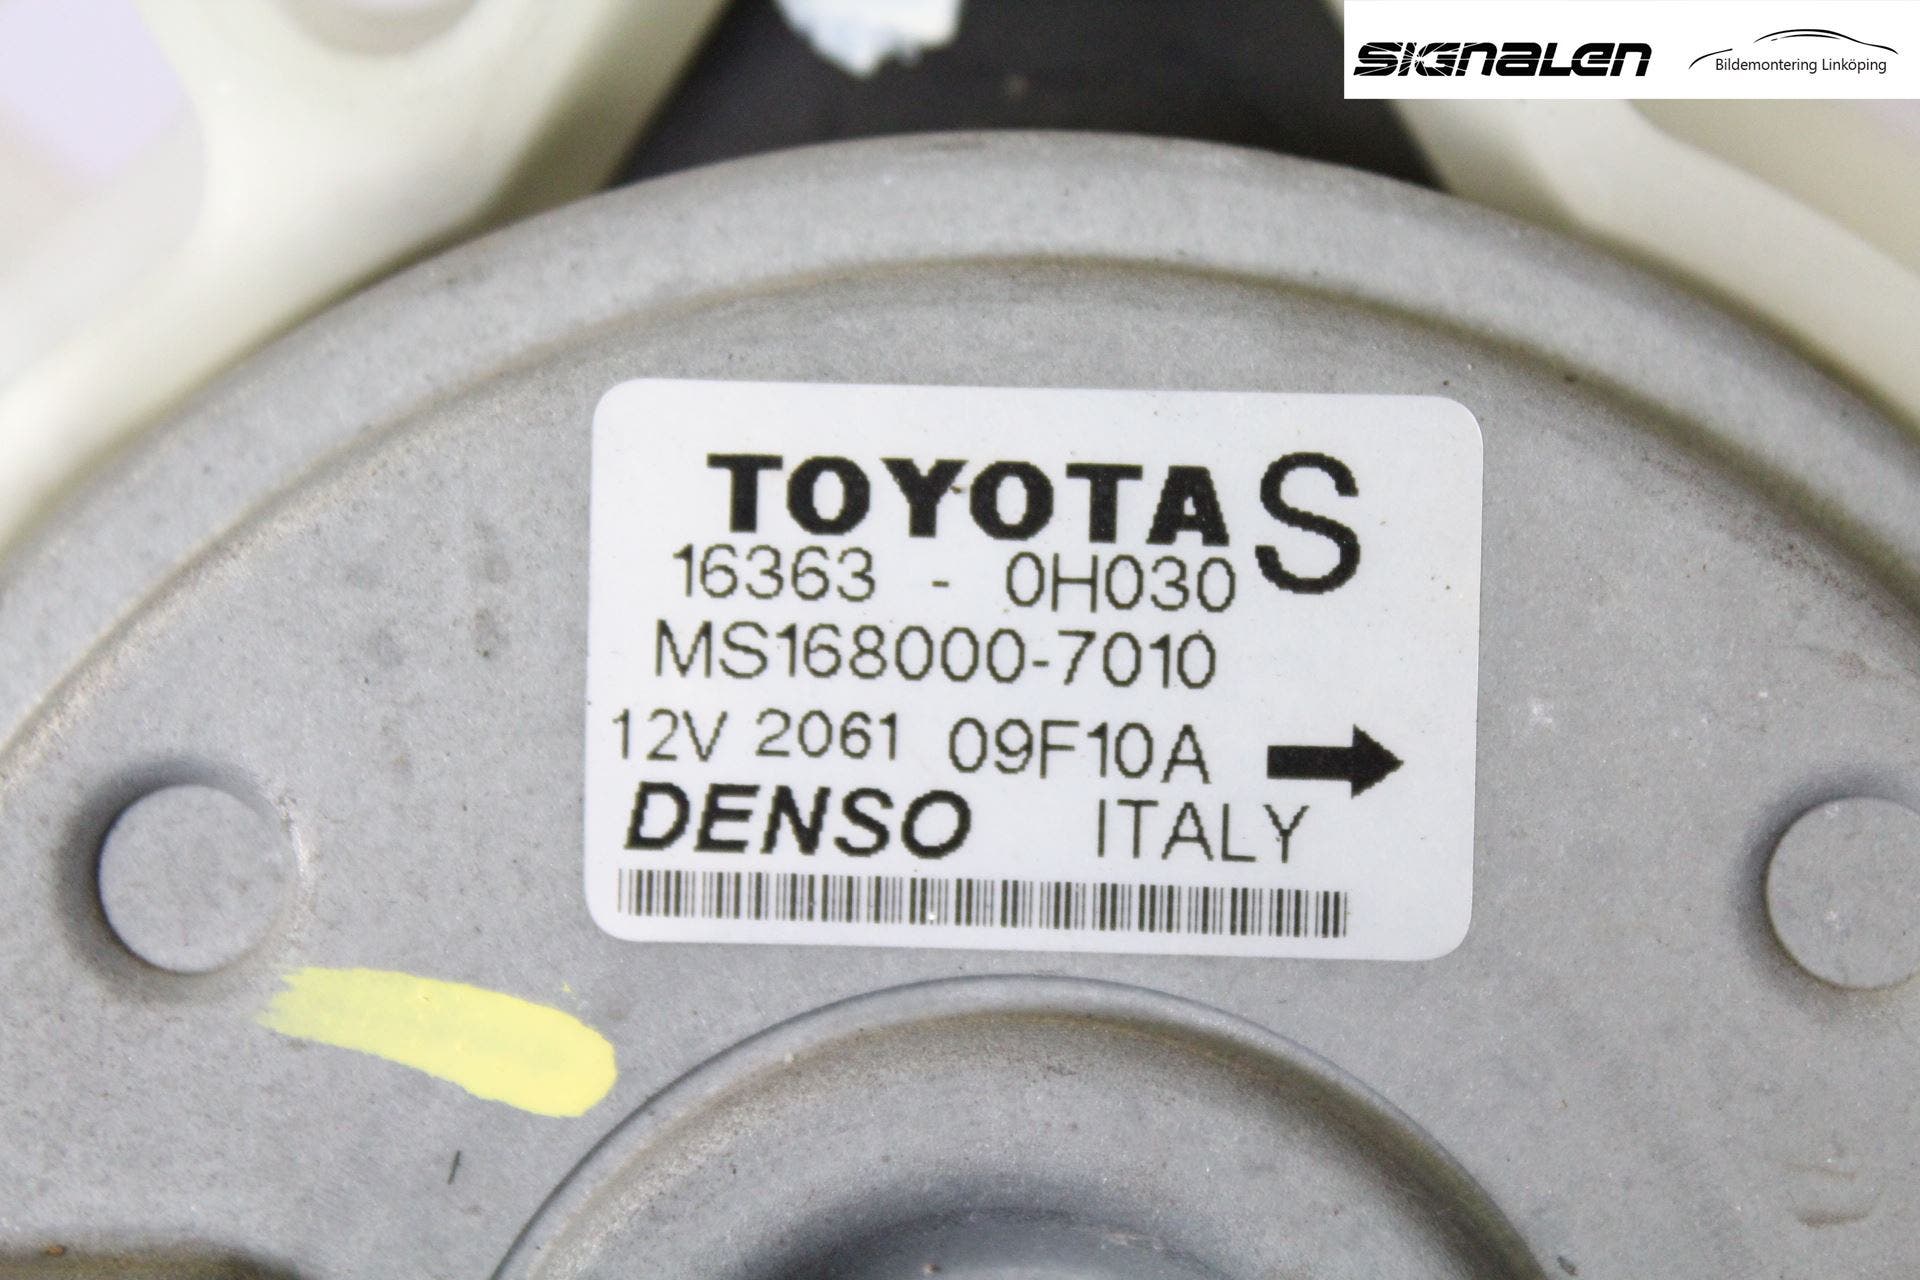 SIGNALEN
Bildemontering Linköping
TOYOTA S
16363 - 0H030
MS168000-7010
12V 2061 09F10A
DENSO ITALY